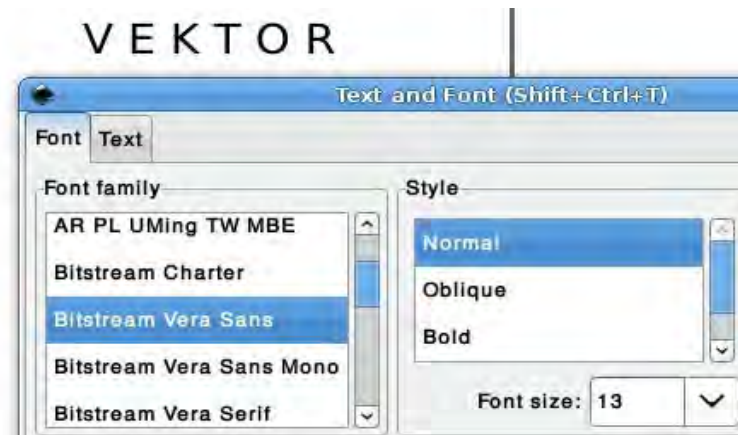 VEKTOR
Text and Font (Shift+Ctrl+T)
Font Text
Font family
Style
AR PL UMing TW MBE
Bitstream Charter
Bitstream Vera Sans
Bitstream Vera Sans Mono
Bitstream Vera Serif
Normal
Oblique
Bold
Font size: 13